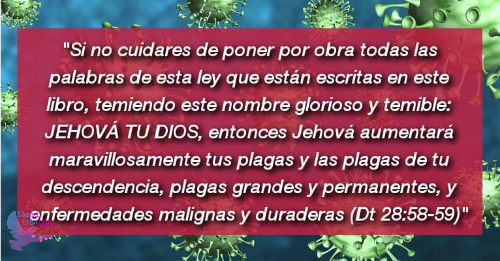 "Si no cuidares de poner por obra todas las
palabras de esta ley que están escritas en este
libro, temiendo este nombre glorioso y temible:
JEHOVÁ TU DIOS, entonces Jehová aumentará
maravillosamente tus plagas y las plagas de tu
descendencia, plagas grandes y permanentes, y
enfermedades malignas y duraderas (Dt 28:58-59)"